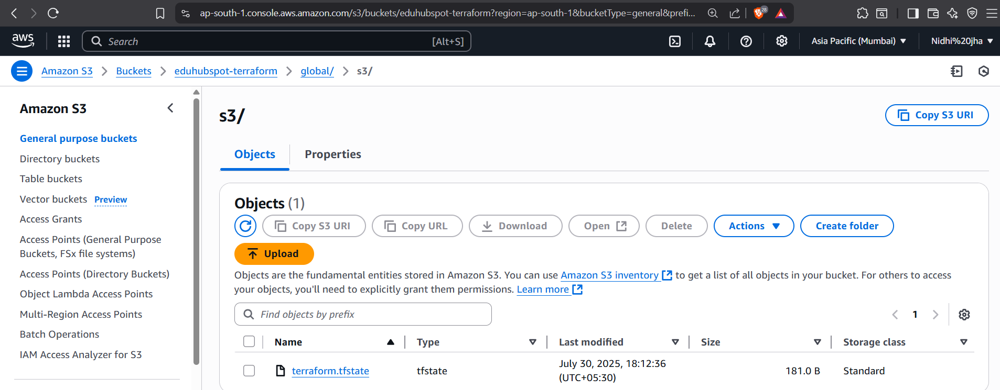 ap-south-1.console.aws.amazon.com/s3/buckets/eduhubspot-terraform?region=ap-south-1&bucketType=general&prefi...
28
aws
Search
[Alt+S]
Asia Pacific (Mumbai)
Nidhi%20jha
Amazon S3
Buckets
eduhubspot-terraform
global/
s3/
Amazon S3
General purpose buckets
Directory buckets
Table buckets
Vector buckets Preview
Access Grants
Access Points (General Purpose
Buckets, FSx file systems)
Access Points (Directory Buckets)
Object Lambda Access Points
Multi-Region Access Points
Batch Operations
IAM Access Analyzer for S3
s3/
Copy S3 URI
Objects
Properties
Objects (1)
Copy S3 URI
Copy URL
Download
Open
Delete
Actions
Create folder
Upload
Objects are the fundamental entities stored in Amazon S3. You can use Amazon S3 inventory to get a list of all objects in your bucket. For others to access
your objects, you'll need to explicitly grant them permissions. Learn more
Find objects by prefix
1
Name
Type
Last modified
Size
Storage class
terraform.tfstate
tfstate
July 30, 2025, 18:12:36
(UTC+05:30)
181.0 B
Standard